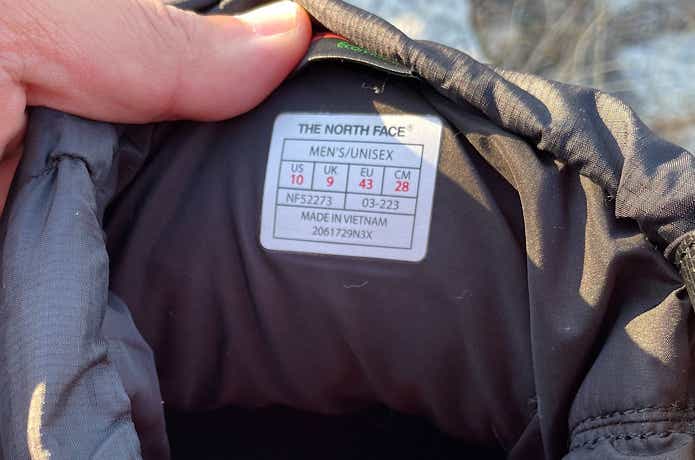 THE NORTH FACE®
MEN'S/UNISEX
US UK EU CM
10 9 43 28
NF52273 03-223
MADE IN VIETNAM
2061729N3X